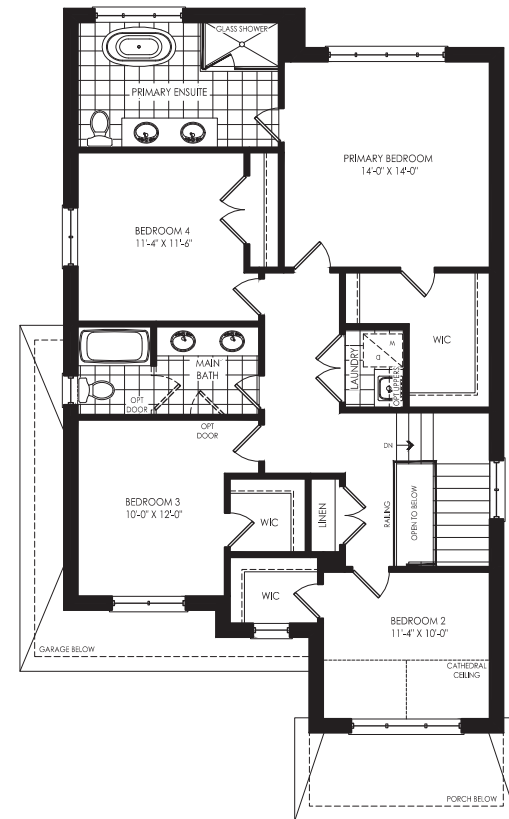 GLASS SHOWER
PRIMARY ENSUITE
PRIMARY BEDROOM
14'-0" X 14'-0"
BEDROOM 4
11'-4" X 11'-6"
WIC
LAUNDRY
M
D
OPT UPPERS
MAIN
BATH
OPT
DOOR
OPT
DOOR
DN
BEDROOM 3
10'-0" X 12'-0"
WIC
LINEN
RAILING
OPEN TO BELOW
WIC
BEDROOM 2
11'-4" X 10'-0"
CATHEDRAL
CEILING
GARAGE BELOW
PORCH BELOW